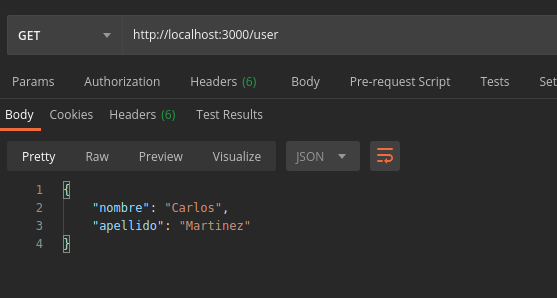 GET http://localhost:3000/user
Params Authorization Headers (6) Body Pre-request Script Tests Set
Body Cookies Headers (6) Test Results
Pretty Raw Preview Visualize JSON
1 {
2 "nombre": "Carlos",
3 "apellido": "Martinez"
4 }